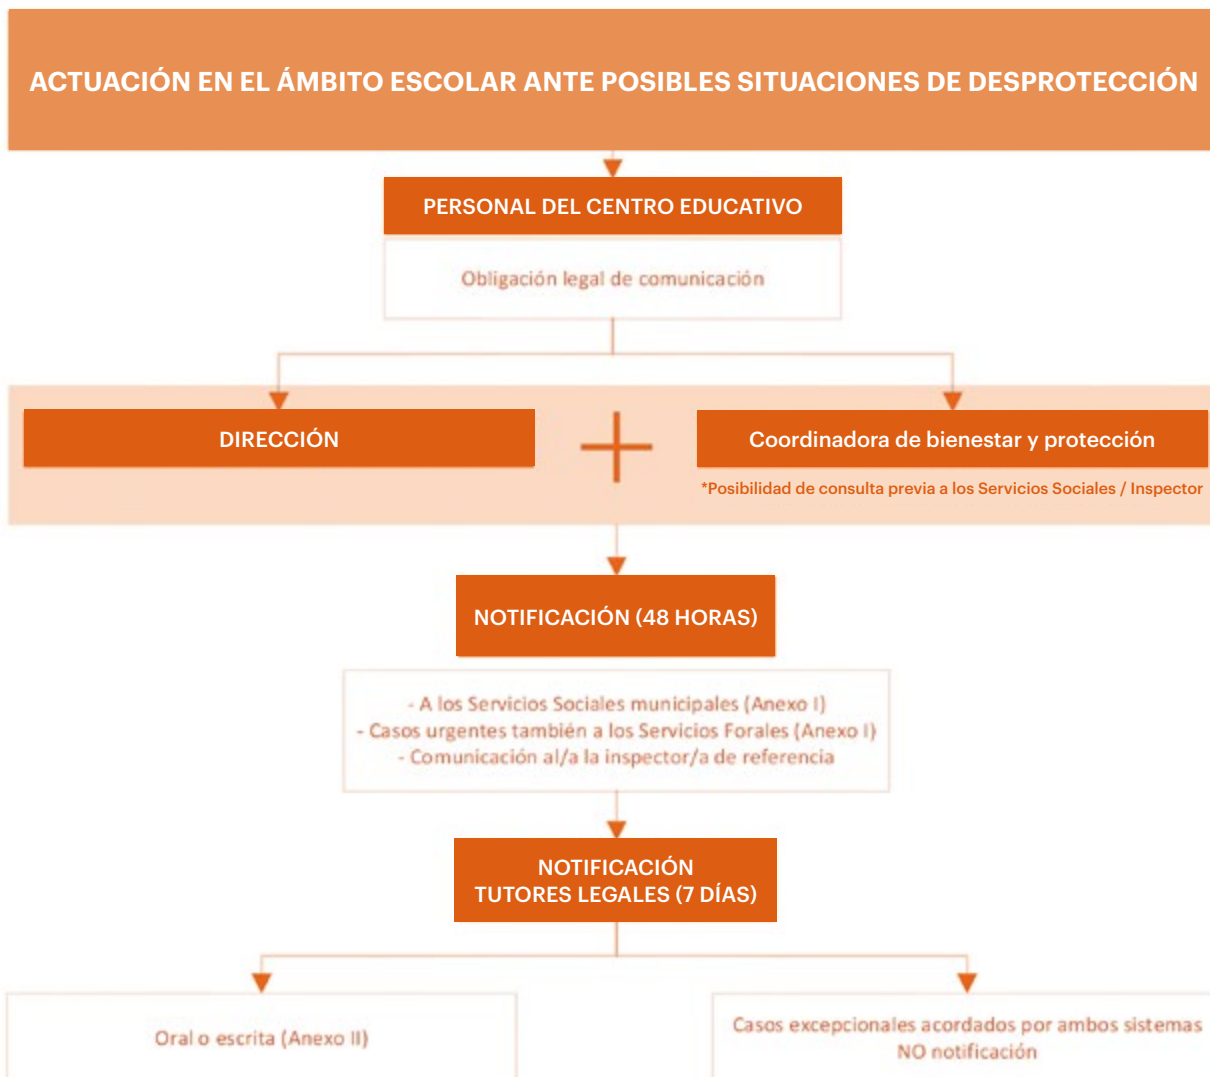 ACTUACIÓN EN EL ÁMBITO ESCOLAR ANTE POSIBLES SITUACIONES DE DESPROTECCIÓN
PERSONAL DEL CENTRO EDUCATIVO
Obligación legal de comunicación
DIRECCIÓN
Coordinadora de bienestar y protección
*Posibilidad de consulta previa a los Servicios Sociales / Inspector
NOTIFICACIÓN (48 HORAS)
- A los Servicios Sociales municipales (Anexo I)
- Casos urgentes también a los Servicios Forales (Anexo I)
- Comunicación al/a la inspector/a de referencia
NOTIFICACIÓN
TUTORES LEGALES (7 DÍAS)
Oral o escrita (Anexo II)
Casos excepcionales acordados por ambos sistemas
NO notificación